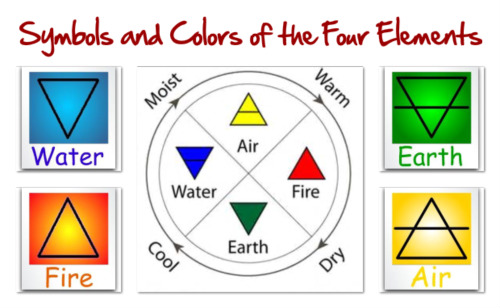 Symbols and Colors of the Four Elements
Water
Fire
Moist
Warm
Air
Water
Fire
Earth
Cool
Dry
Earth
Air